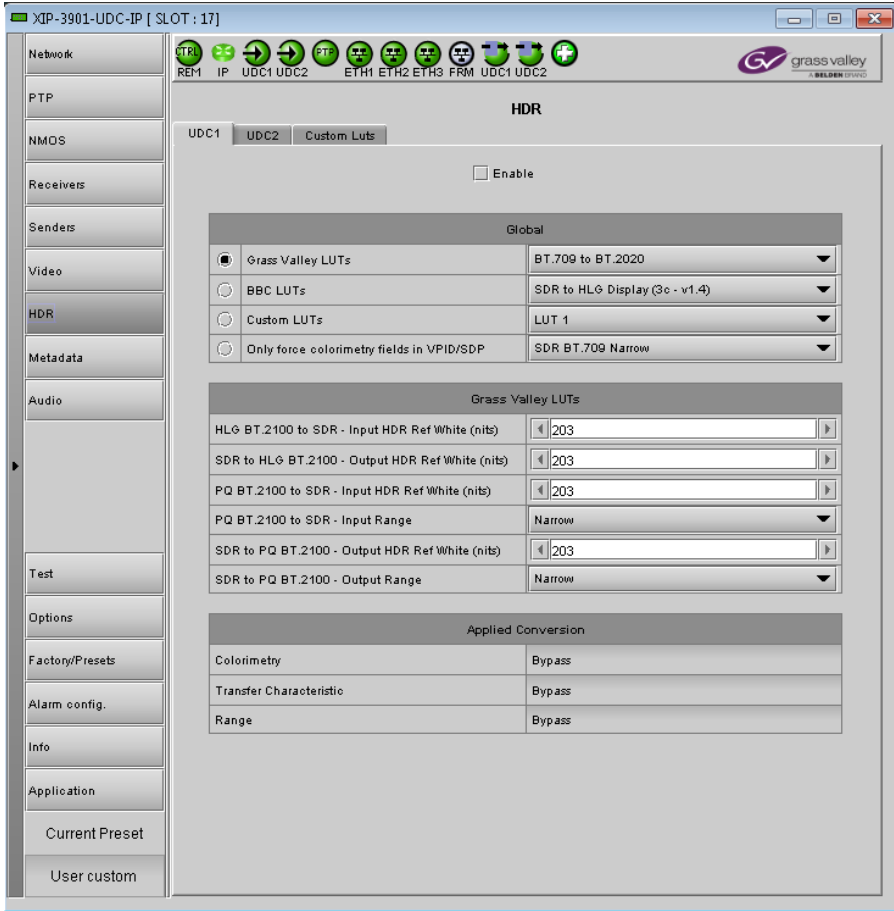 XIP-3901-UDC-IP [ SLOT : 17]
Network
PTP
NMOS
Receivers
Senders
Video
HDR
Metadata
Audio
Test
Options
Factory/Presets
Alarm config.
Info
Application
Current Preset
User custom
CTRL PTP
REM IP UDC1 UDC2 ETH1 ETH2 ETH3 FRM UDC1 UDC2
GV grass valley
A BELDEN BRAND
HDR
UDC1 UDC2 Custom Luts
Enable
Global
Grass Valley LUTs BT.709 to BT.2020
BBC LUTs SDR to HLG Display (3c - v1.4)
Custom LUTs LUT 1
Only force colorimetry fields in VPID/SDP SDR BT.709 Narrow
Grass Valley LUTs
HLG BT.2100 to SDR - Input HDR Ref White (nits) 203
SDR to HLG BT.2100 - Output HDR Ref White (nits) 203
PQ BT.2100 to SDR - Input HDR Ref White (nits) 203
PQ BT.2100 to SDR - Input Range Narrow
SDR to PQ BT.2100 - Output HDR Ref White (nits) 203
SDR to PQ BT.2100 - Output Range Narrow
Applied Conversion
Colorimetry Bypass
Transfer Characteristic Bypass
Range Bypass